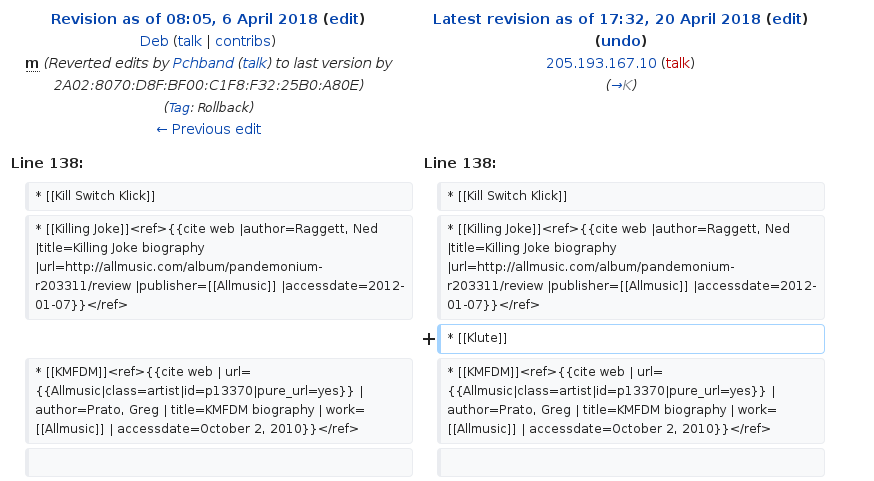 Revision as of 08:05, 6 April 2018 (edit)
Deb (talk | contribs)
m (Reverted edits by Pchband (talk) to last version by
2A02:8070:D8F:BF00:C1F8:F32:25B0:A80E)
(Tag: Rollback)
← Previous edit
Latest revision as of 17:32, 20 April 2018 (edit)
(undo)
205.193.167.10 (talk)
(→K)
Line 138:
Line 138:
* [[Kill Switch Klick]]
* [[Kill Switch Klick]]
* [[Killing Joke]]<ref>{{cite web |author=Raggett, Ned
|title=Killing Joke biography
|url=http://allmusic.com/album/pandemonium-
r203311/review |publisher=[[Allmusic]] |accessdate=2012-
01-07}}</ref>
* [[Killing Joke]]<ref>{{cite web |author=Raggett, Ned
|title=Killing Joke biography
|url=http://allmusic.com/album/pandemonium-
r203311/review |publisher=[[Allmusic]] |accessdate=2012-
01-07}}</ref>
+ * [[Klute]]
* [[KMFDM]]<ref>{{cite web | url=
{{Allmusic|class=artist|id=p13370|pure_url=yes}} |
author=Prato, Greg | title=KMFDM biography | work=
[[Allmusic]] | accessdate=October 2, 2010}}</ref>
* [[KMFDM]]<ref>{{cite web | url=
{{Allmusic|class=artist|id=p13370|pure_url=yes}} |
author=Prato, Greg | title=KMFDM biography | work=
[[Allmusic]] | accessdate=October 2, 2010}}</ref>